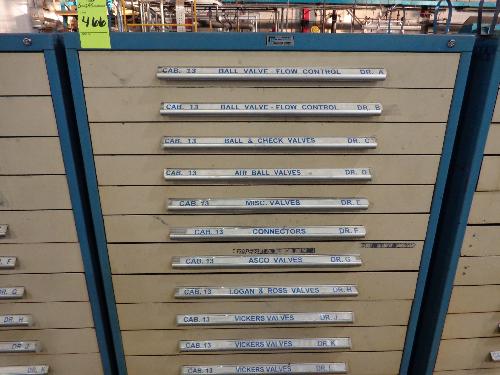 466
CAB. 13 BALL VALVE - FLOW CONTROL DR. A
CAB. 13 BALL VALVE - FLOW CONTROL DR. B
CAB. 13 BALL & CHECK VALVES DR. C
CAB. 13 AIR BALL VALVES DR. D
CAB. 13 MISC. VALVES DR. E
CAB. 13 CONNECTORS DR. F
CAB. 13 ASCO VALVES DR. G
CAB. 13 LOGAN & ROSS VALVES DR. H
CAB. 13 VICKERS VALVES DR. J
CAB. 13 VICKERS VALVES DR. K
CAB. 13 VICKERS VALVES DR. L
DR. F
DR. G
DR. H
DR. J